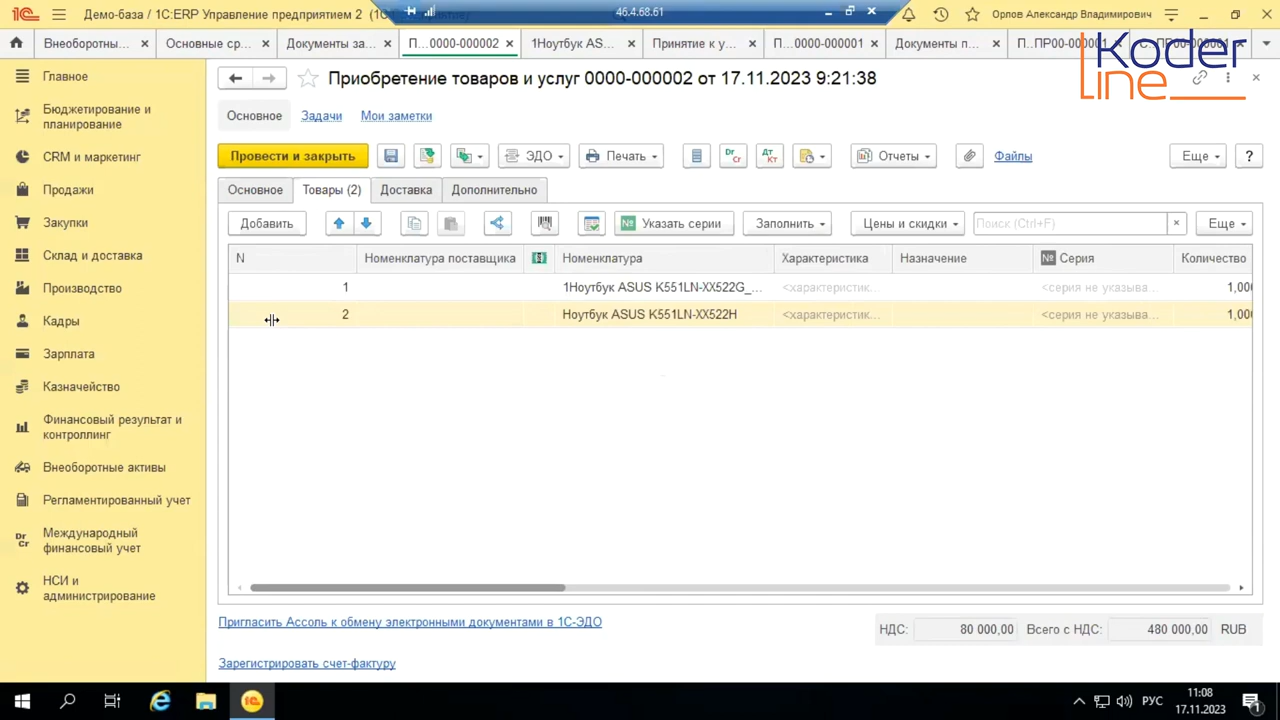 Демо-база / 1С:ERP Управление предприятием 2 (1С
46.4.68.61
Орлов Александр Владимирович
Внеоборотны...
Основные ср...
Документы за...
П...0000-000002
1Ноутбук AS...
Принятие к у...
П...0000-000001
Документы п...
П...ПР00-000001
С...ПР00-000001
Koder
line
Приобретение товаров и услуг 0000-000002 от 17.11.2023 9:21:38
Основное
Задачи
Мои заметки
Провести и закрыть
ЭДО
Печать
Отчеты
Файлы
Еще
?
Основное
Товары (2)
Доставка
Дополнительно
Добавить
Указать серии
Заполнить
Цены и скидки
Поиск (Ctrl+F)
Еще
N
Номенклатура поставщика
Номенклатура
Характеристика
Назначение
Серия
Количество
1
1Ноутбук ASUS K551LN-XX522G_...
<характеристик...
<серия не указыва...
1,000
2
Ноутбук ASUS K551LN-XX522H
<характеристик...
<серия не указыва...
1,000
Пригласить Ассоль к обмену электронными документами в 1С-ЭДО
НДС:
80 000,00
Всего с НДС:
480 000,00
RUB
Зарегистрировать счет-фактуру
Главное
Бюджетирование и
планирование
CRM и маркетинг
Продажи
Закупки
Склад и доставка
Производство
Кадры
Зарплата
Казначейство
Финансовый результат и
контроллинг
Внеоборотные активы
Регламентированный учет
Международный
финансовый учет
НСИ и
администрирование
РУС
11:08
17.11.2023